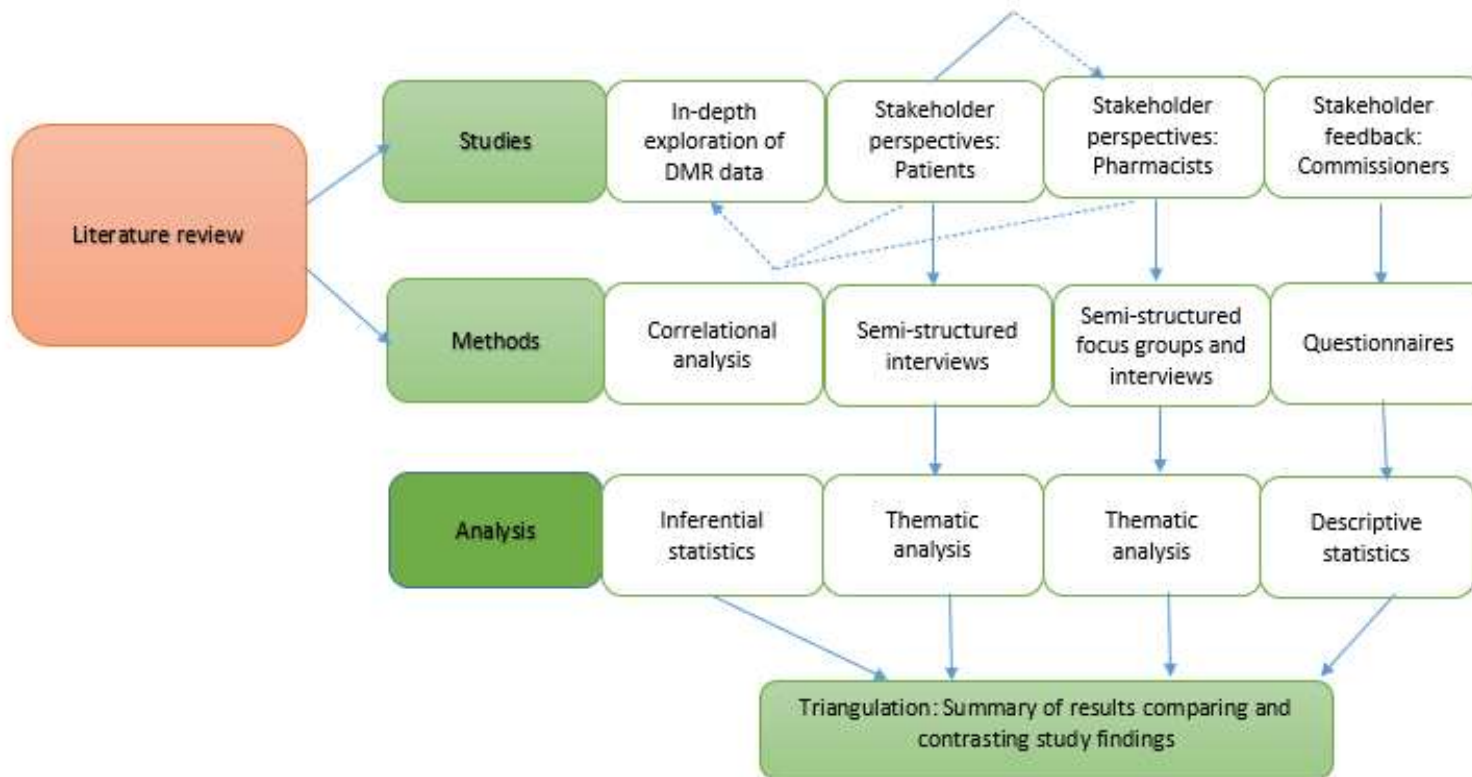 Literature review
Studies
In-depth
exploration of
DMR data
Stakeholder
perspectives:
Patients
Stakeholder
perspectives:
Pharmacists
Stakeholder
feedback:
Commissioners
Methods
Correlational
analysis
Semi-structured
interviews
Semi-structured
focus groups and
interviews
Questionnaires
Analysis
Inferential
statistics
Thematic
analysis
Thematic
analysis
Descriptive
statistics
Triangulation: Summary of results comparing and
contrasting study findings